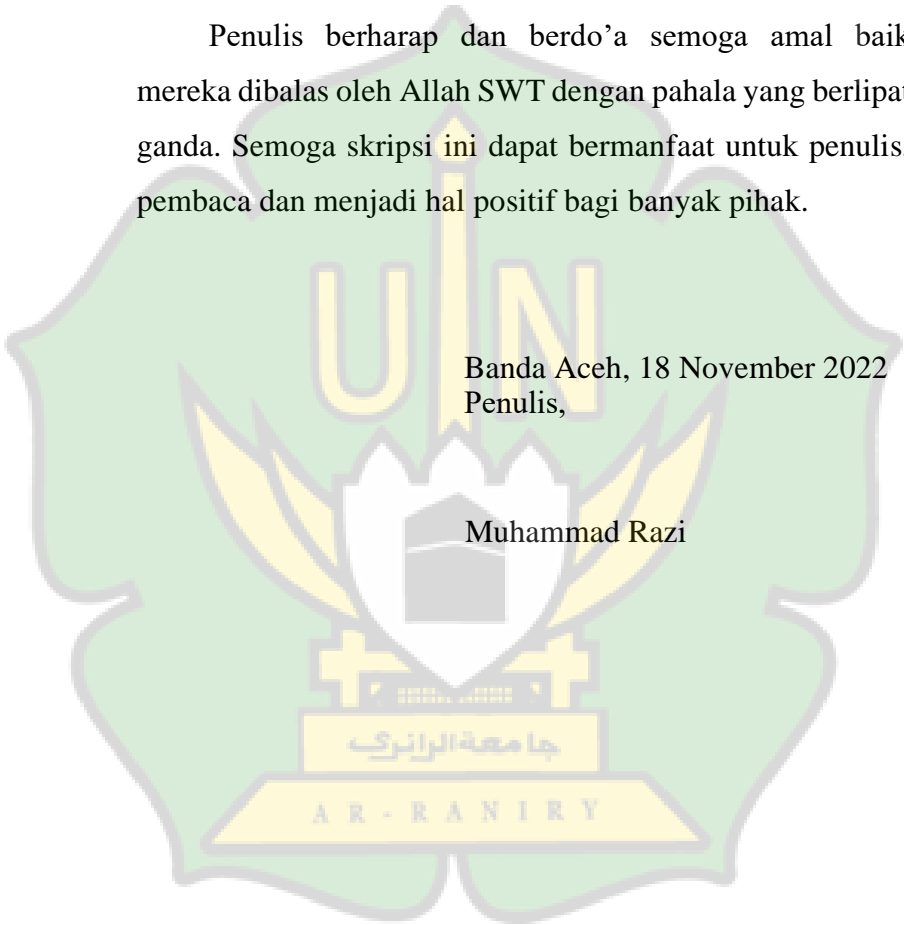 Penulis berharap dan berdo’a semoga amal baik
mereka dibalas oleh Allah SWT dengan pahala yang berlipat
ganda. Semoga skripsi ini dapat bermanfaat untuk penulis,
pembaca dan menjadi hal positif bagi banyak pihak.
UIN
Banda Aceh, 18 November 2022
Penulis,
Muhammad Razi
جامعة الرانري
AR-RANIRY